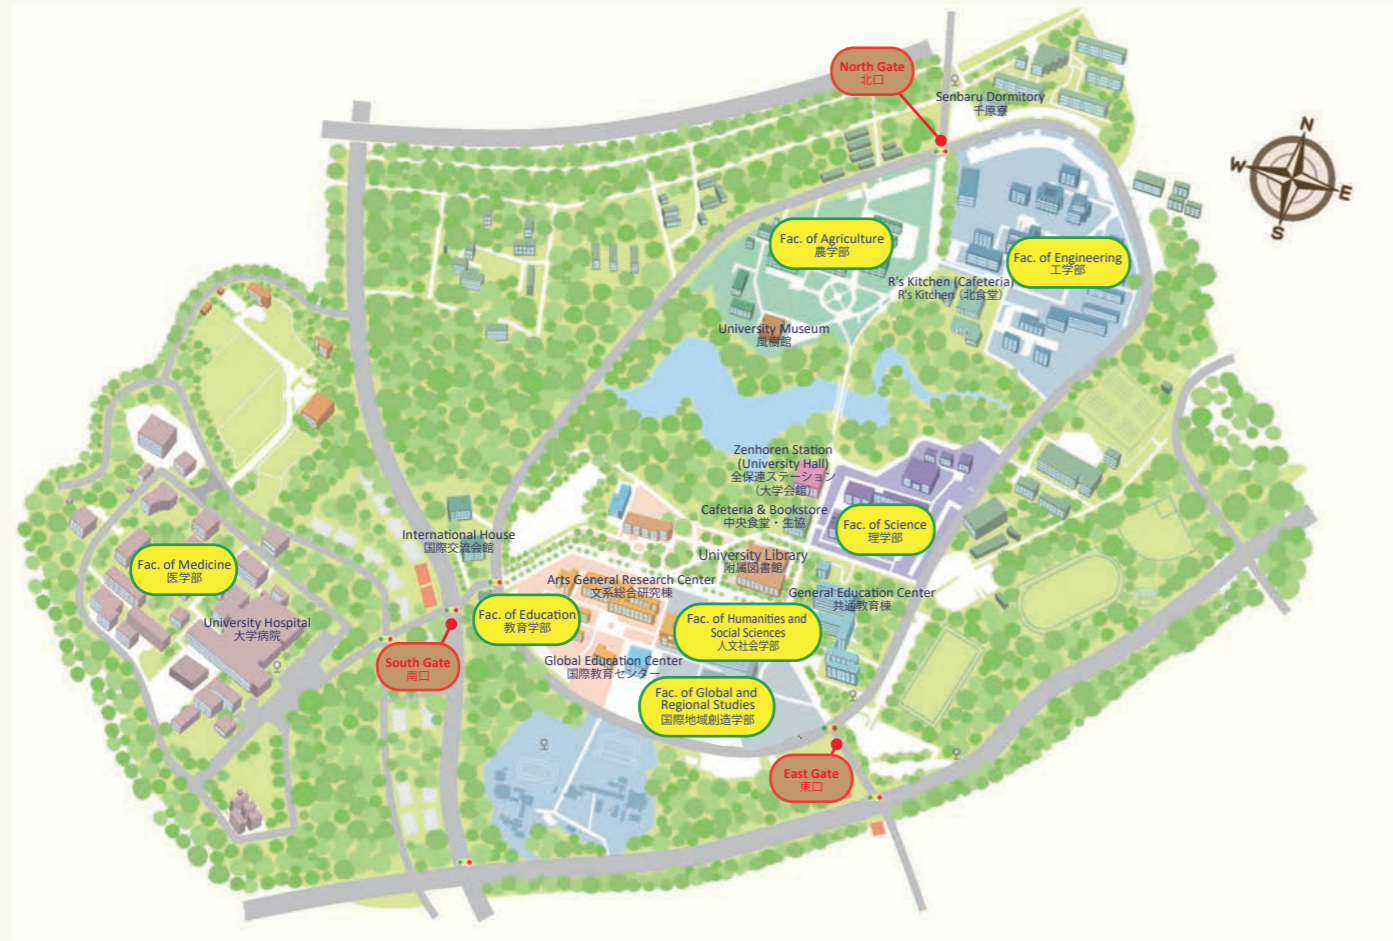 North Gate
北口
Senbaru Dormitory
千原寮
N
W
E
S
Fac. of Agriculture
農学部
Fac. of Engineering
工学部
R's Kitchen (Cafeteria)
R's Kitchen（北食堂）
University Museum
風樹館
Zenhoren Station
(University Hall)
全保連ステーション
（大学会館）
Cafeteria & Bookstore
中央食堂・生協
Fac. of Science
理学部
International House
国際交流会館
University Library
附属図書館
Fac. of Medicine
医学部
Arts General Research Center
文系総合研究棟
General Education Center
共通教育棟
University Hospital
大学病院
Fac. of Education
教育学部
Fac. of Humanities and
Social Sciences
人文社会学部
South Gate
南口
Global Education Center
国際教育センター
Fac. of Global and
Regional Studies
国際地域創造学部
East Gate
東口